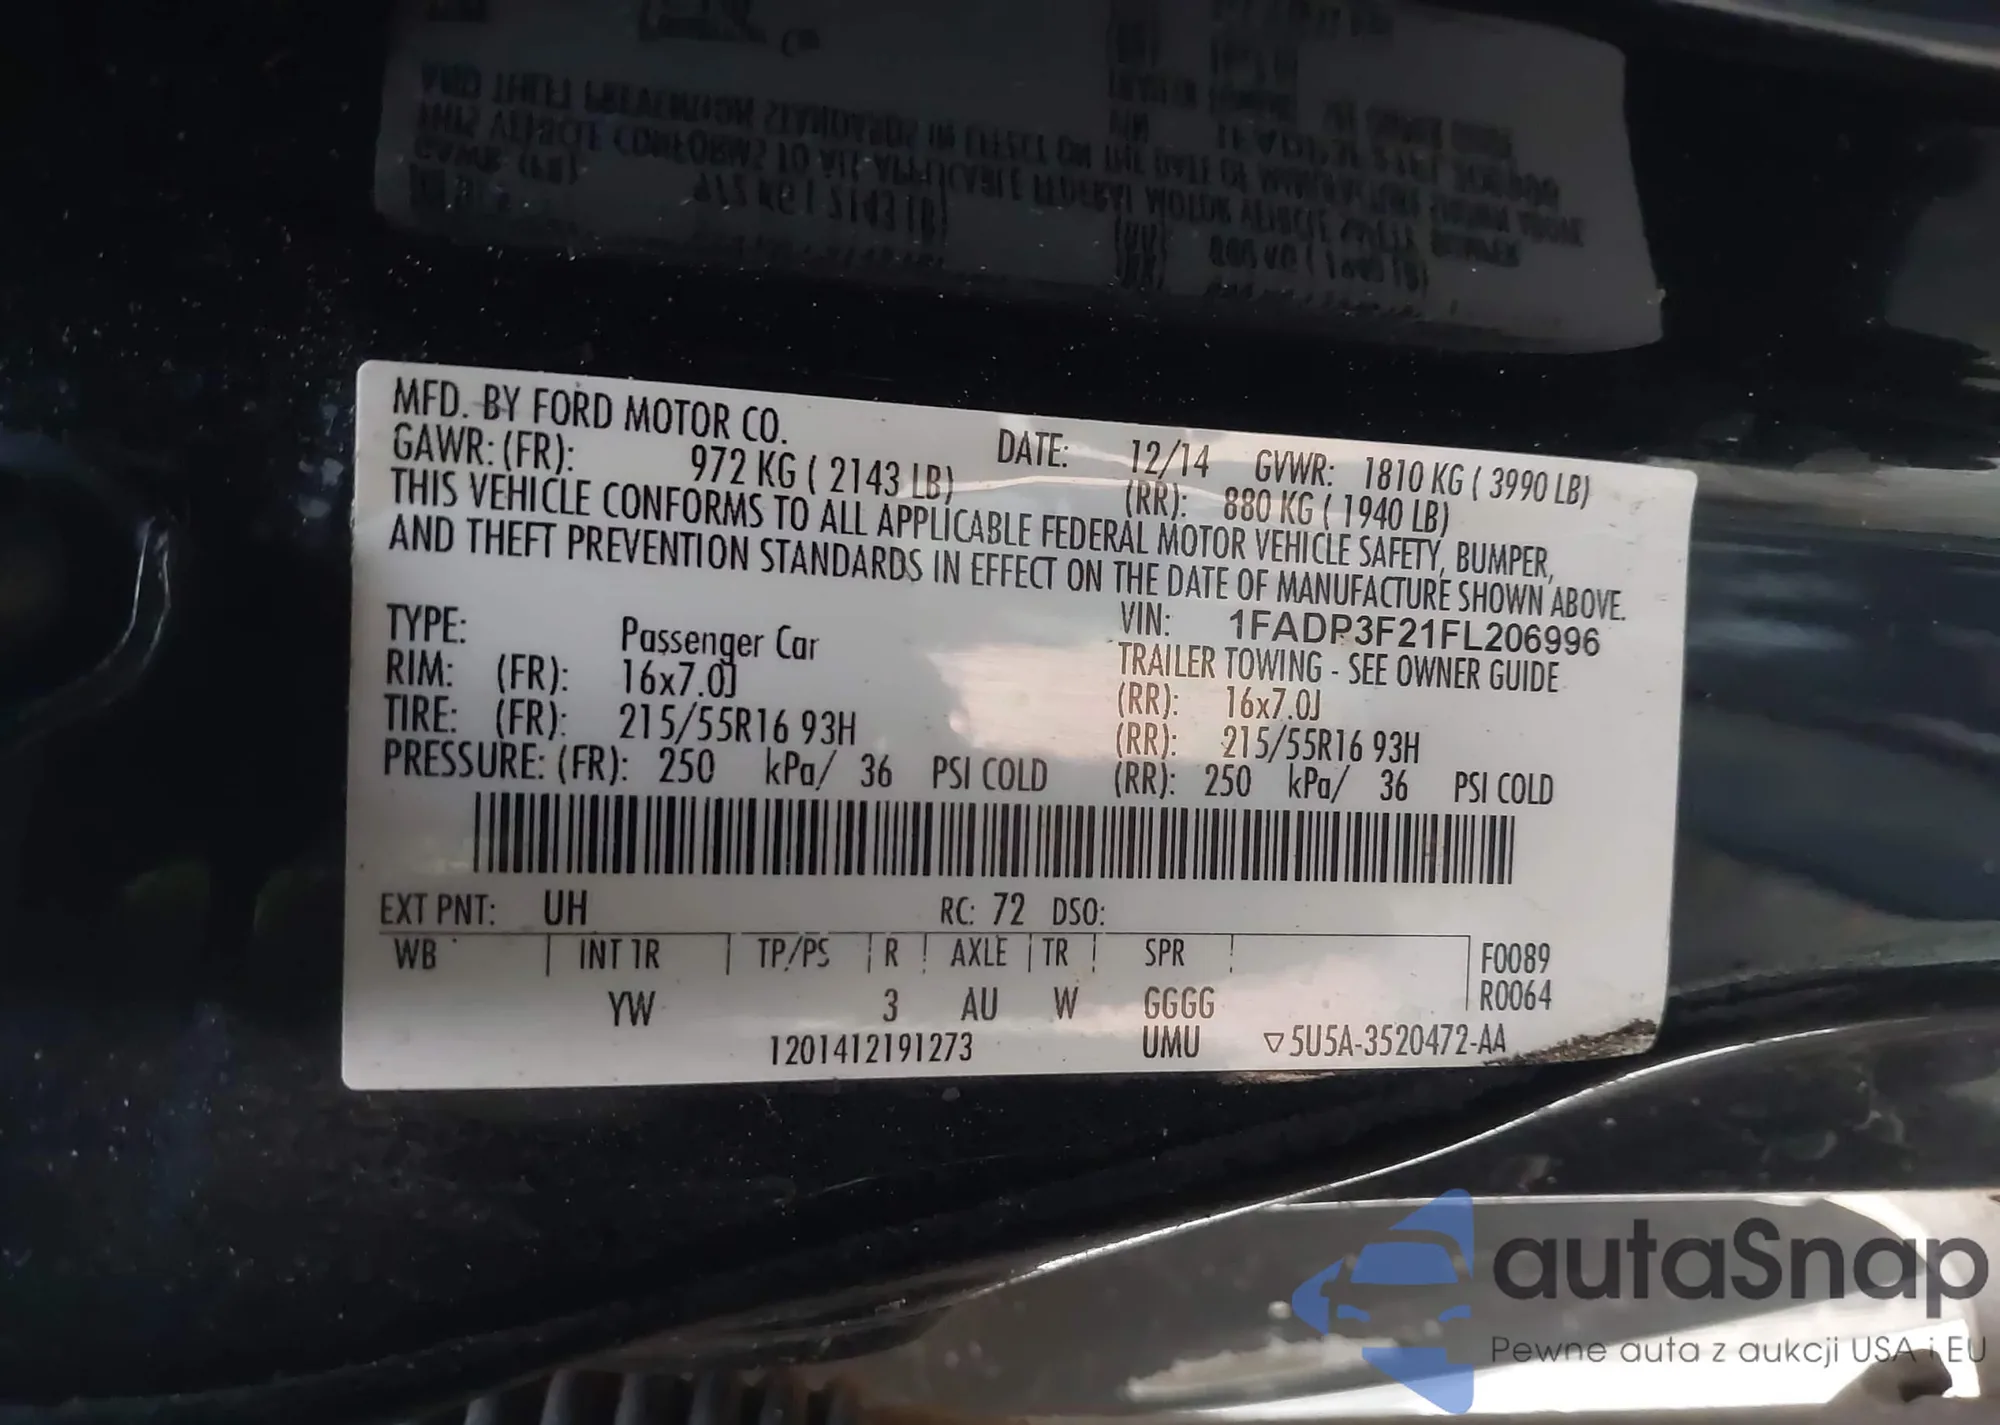 MFD. BY FORD MOTOR CO.
DATE: 12/14 GVWR: 1810 KG ( 3990 LB)
GAWR: (FR): 972 KG ( 2143 LB) (RR): 880 KG ( 1940 LB)
THIS VEHICLE CONFORMS TO ALL APPLICABLE FEDERAL MOTOR VEHICLE SAFETY, BUMPER,
AND THEFT PREVENTION STANDARDS IN EFFECT ON THE DATE OF MANUFACTURE SHOWN ABOVE.
VIN: 1FADP3F21FL206996
TYPE: Passenger Car TRAILER TOWING - SEE OWNER GUIDE
RIM: (FR): 16x7.0J (RR): 16x7.0J
TIRE: (FR): 215/55R16 93H (RR): 215/55R16 93H
PRESSURE: (FR): 250 kPa/ 36 PSI COLD (RR): 250 kPa/ 36 PSI COLD
EXT PNT: UH RC: 72 DSO:
WB | INT TR | TP/PS | R | AXLE | TR | SPR | F0089
YW 3 AU W GGGG R0064
1201412191273 UMU ▽5U5A-3520472-AA
autaSnap
Pewne auta z aukcji USA i EU